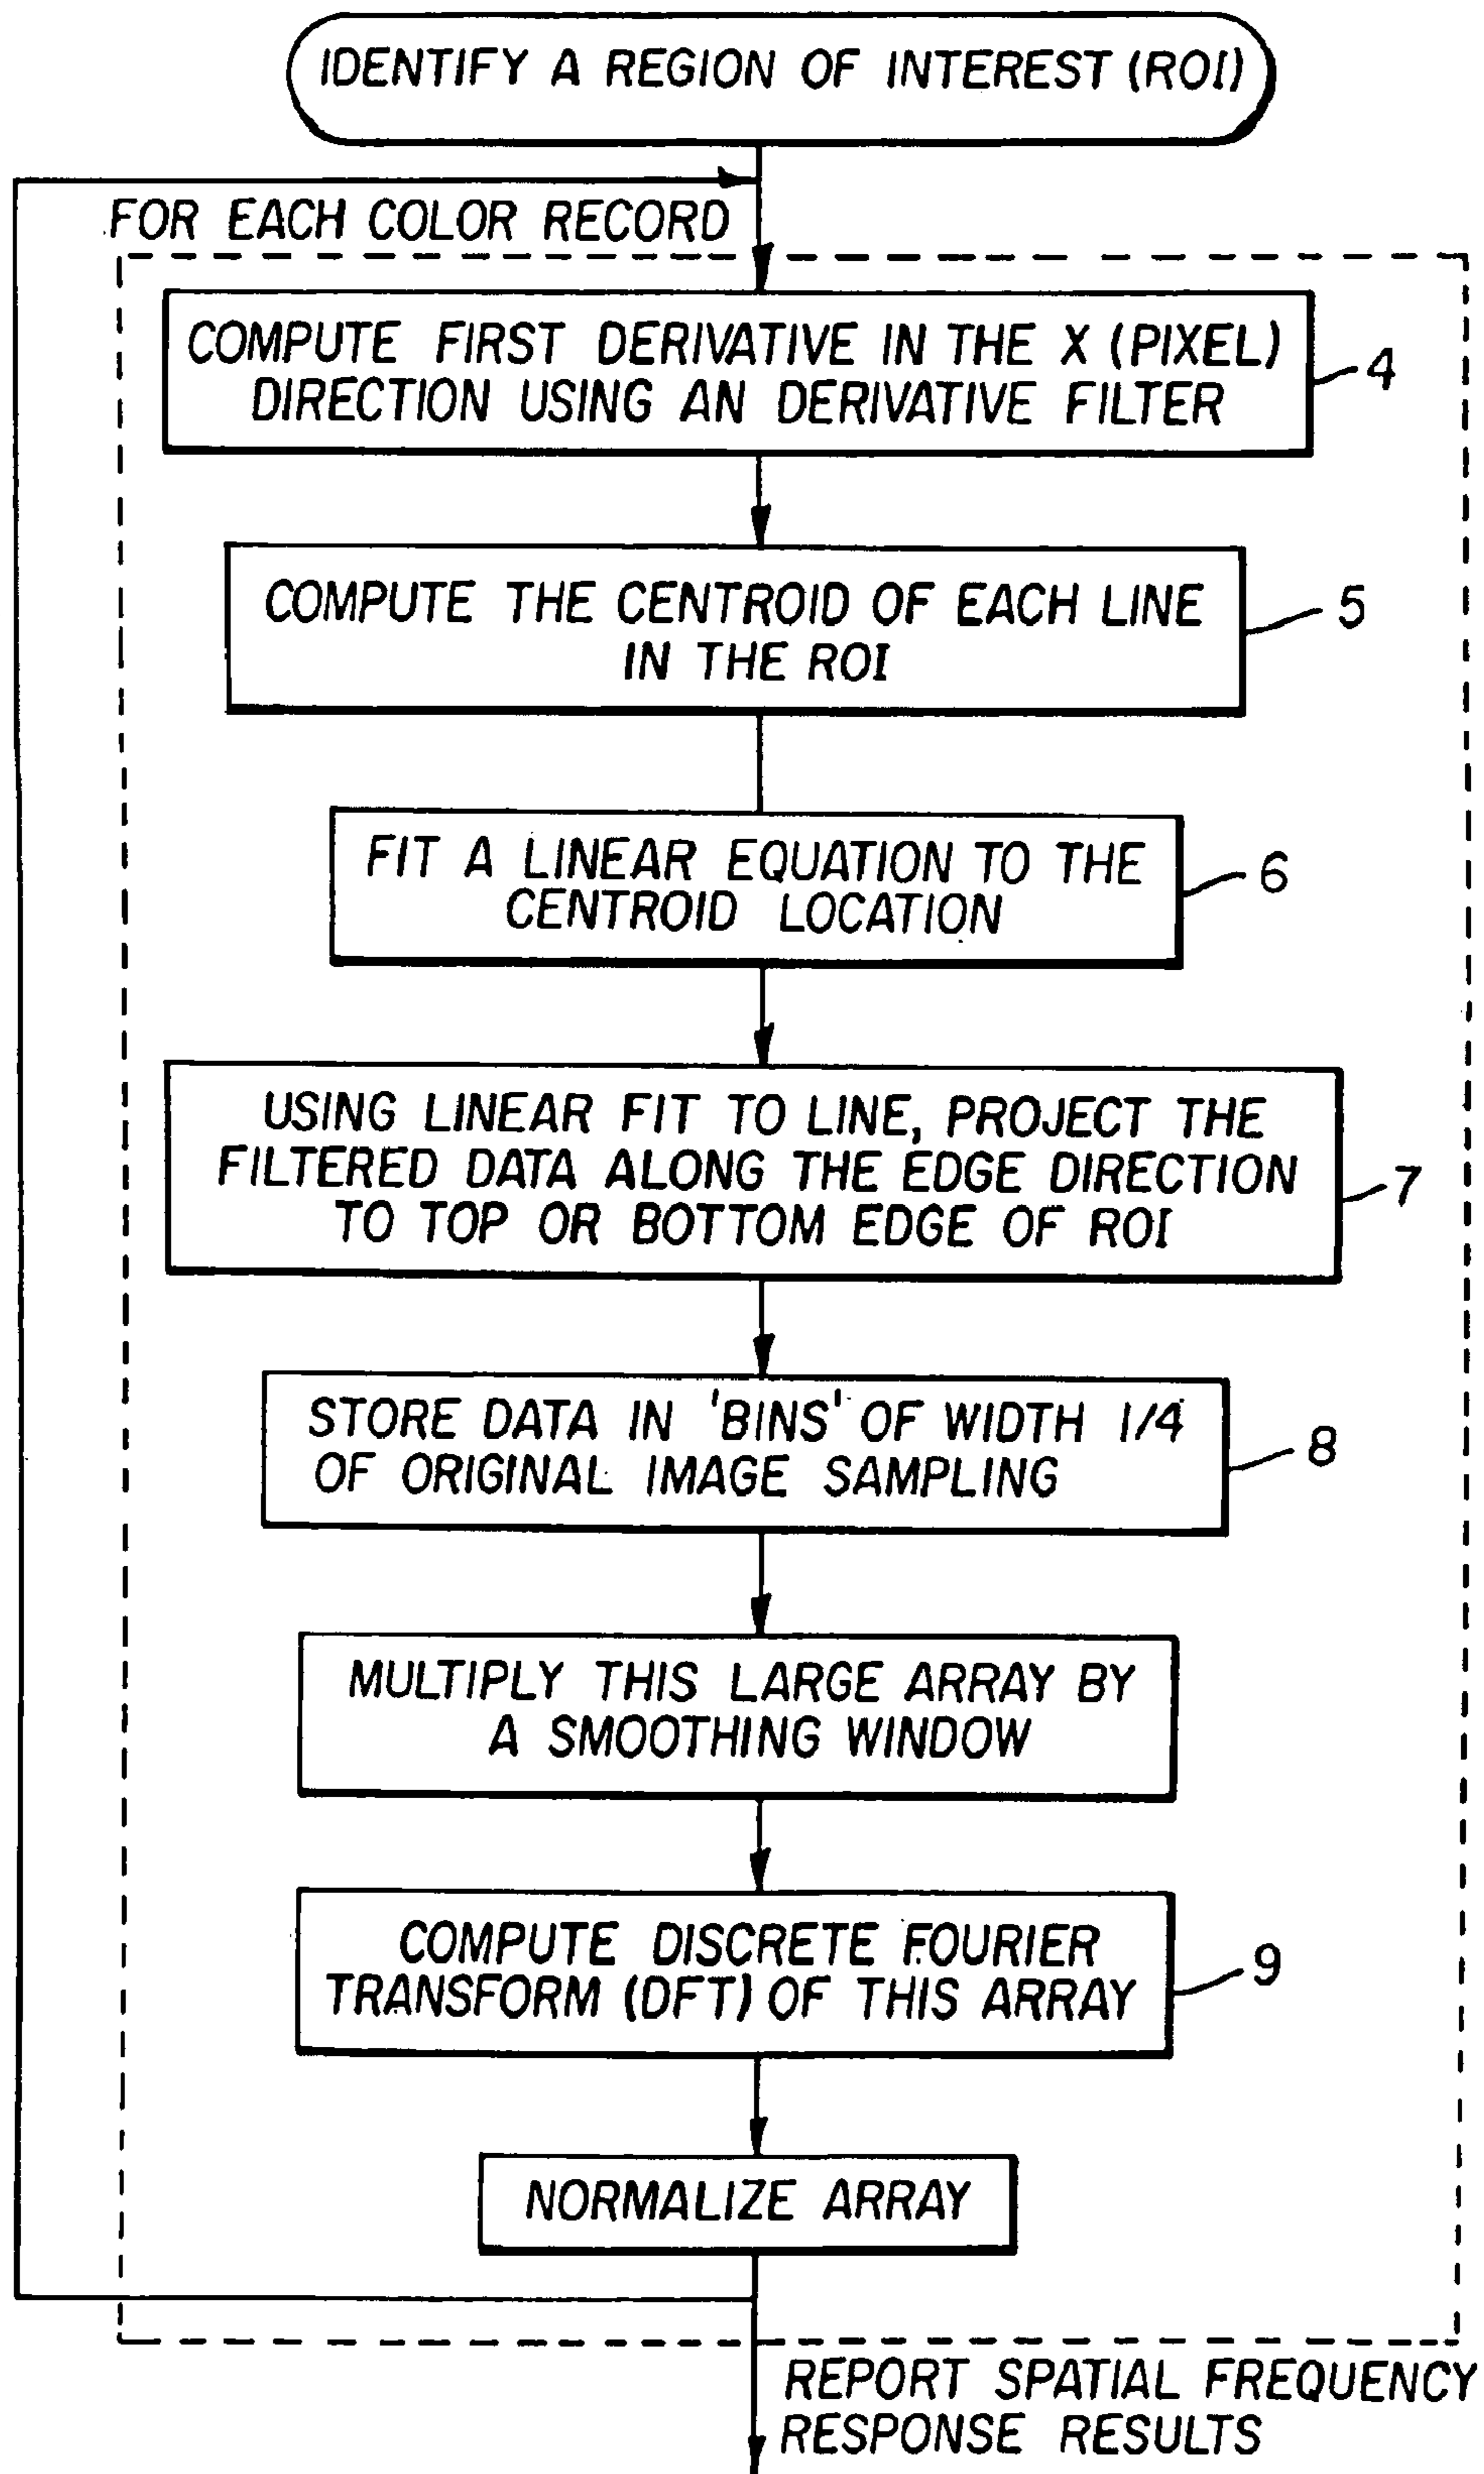 IDENTIFY A REGION OF INTEREST (ROI)
FOR EACH COLOR RECORD
COMPUTE FIRST DERIVATIVE IN THE X (PIXEL)
DIRECTION USING AN DERIVATIVE FILTER
4
COMPUTE THE CENTROID OF EACH LINE
IN THE ROI
5
FIT A LINEAR EQUATION TO THE
CENTROID LOCATION
6
USING LINEAR FIT TO LINE, PROJECT THE
FILTERED DATA ALONG THE EDGE DIRECTION
TO TOP OR BOTTOM EDGE OF ROI
7
STORE DATA IN 'BINS' OF WIDTH 1/4
OF ORIGINAL IMAGE SAMPLING
8
MULTIPLY THIS LARGE ARRAY BY
A SMOOTHING WINDOW
COMPUTE DISCRETE FOURIER
TRANSFORM (DFT) OF THIS ARRAY
9
NORMALIZE ARRAY
REPORT SPATIAL FREQUENCY
RESPONSE RESULTS